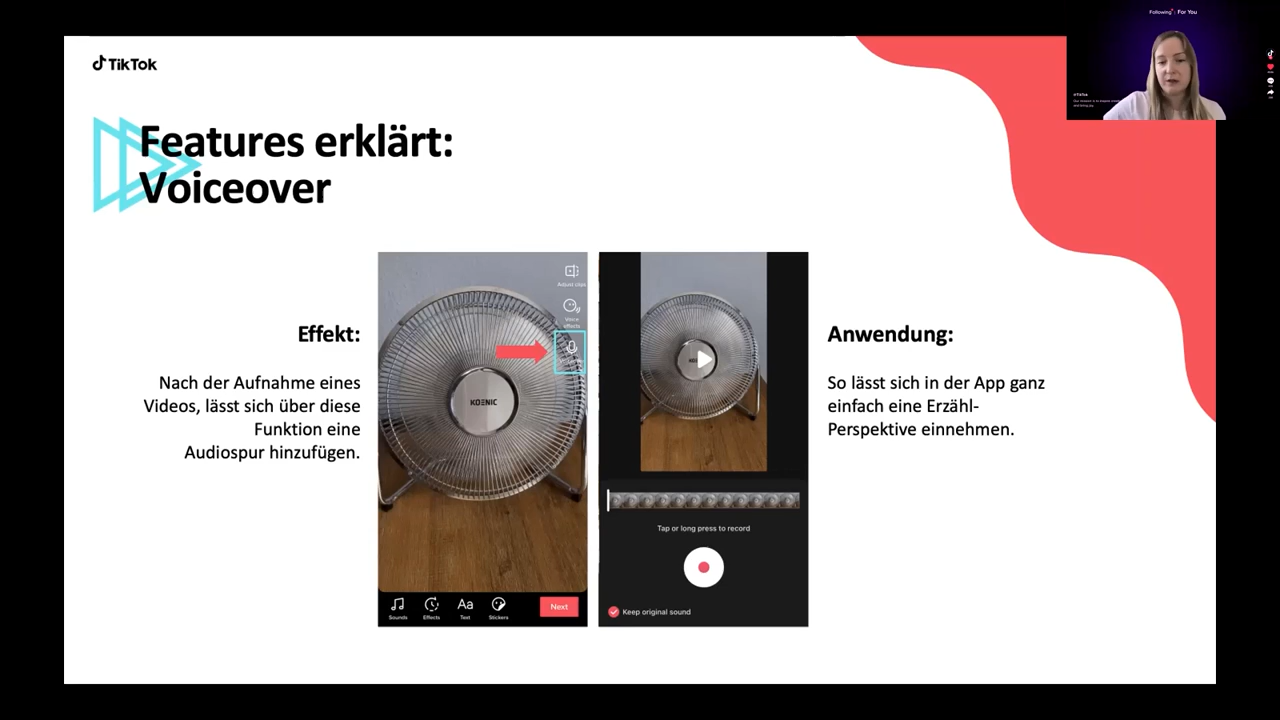 Following
For You
TikTok
Features erklärt:
Voiceover
Effekt:
Nach der Aufnahme eines
Videos, lässt sich über diese
Funktion eine
Audiospur hinzufügen.
Adjust clips
Voice
effects
KOENIC
Sounds
Effects
Text
Stickers
Aa
Next
Tap or long press to record
Keep original sound
Anwendung:
So lässt sich in der App ganz
einfach eine Erzähl-
Perspektive einnehmen.